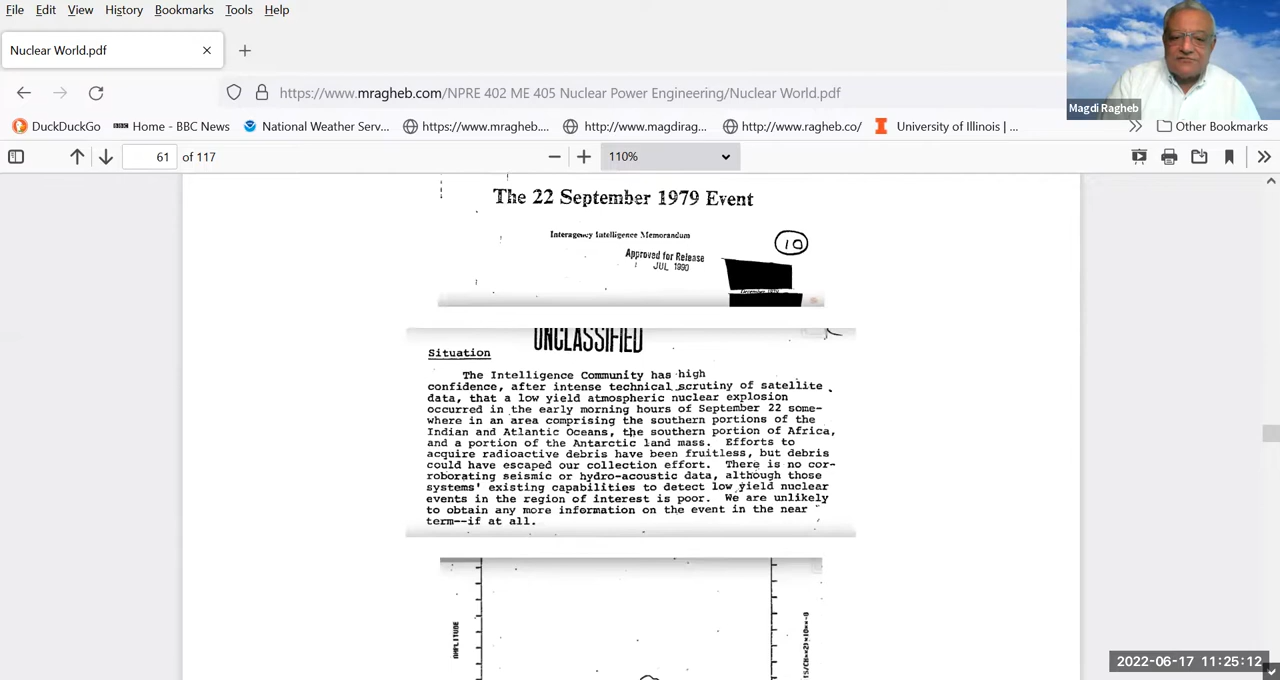 File Edit View History Bookmarks Tools Help
Nuclear World.pdf
https://www.mragheb.com/NPRE 402 ME 405 Nuclear Power Engineering/Nuclear World.pdf
Magdi Ragheb
DuckDuckGo Home - BBC News National Weather Serv... https://www.mragheb.... http://www.magdirag... http://www.ragheb.co/ University of Illinois | ... Other Bookmarks
61 of 117 110%
The 22 September 1979 Event
Interagency Intelligence Memorandum
10
Approved for Release
JUL 1990
December 1979
UNCLASSIFIED
Situation
The Intelligence Community has high
confidence, after intense technical scrutiny of satellite
data, that a low yield atmospheric nuclear explosion
occurred in the early morning hours of September 22 some-
where in an area comprising the southern portions of the
Indian and Atlantic Oceans, the southern portion of Africa,
and a portion of the Antarctic land mass. Efforts to
acquire radioactive debris have been fruitless, but debris
could have escaped our collection effort. There is no cor-
roborating seismic or hydro-acoustic data, although those
systems' existing capabilities to detect low yield nuclear
events in the region of interest is poor. We are unlikely
to obtain any more information on the event in the near
term--if at all.
AMPLITUDE
2022-06-17 11:25:12